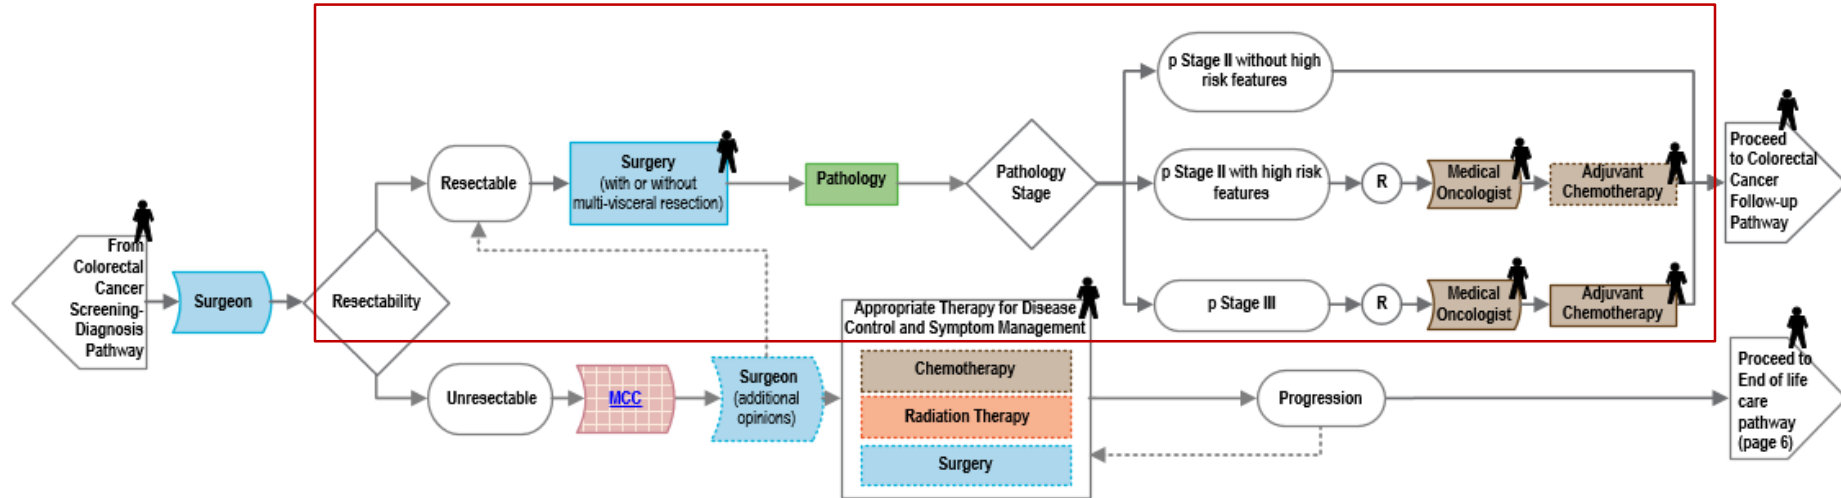 From
Colorectal
Cancer
Screening-
Diagnosis
Pathway
Surgeon
Resectability
Resectable
Surgery
(with or without
multi-visceral resection)
Pathology
Pathology
Stage
p Stage II without high
risk features
p Stage II with high risk
features
R
Medical
Oncologist
Adjuvant
Chemotherapy
p Stage III
R
Medical
Oncologist
Adjuvant
Chemotherapy
Proceed
to Colorectal
Cancer
Follow-up
Pathway
Unresectable
MCC
Surgeon
(additional
opinions)
Appropriate Therapy for Disease
Control and Symptom Management
Chemotherapy
Radiation Therapy
Surgery
Progression
Proceed to
End of life
care
pathway
(page 6)